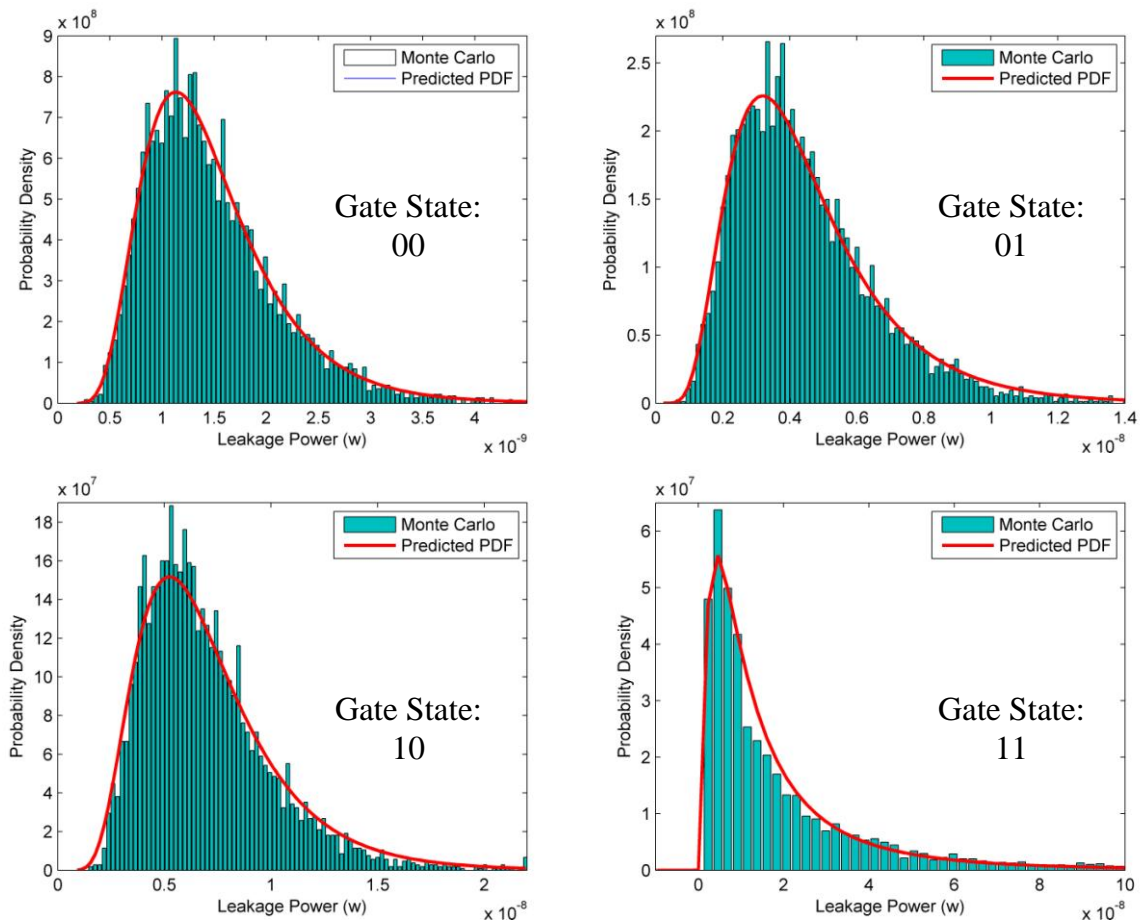 x 10^8
9
8
7
6
5
4
3
2
1
0
Probability Density
Monte Carlo
Predicted PDF
Gate State:
00
0 0.5 1 1.5 2 2.5 3 3.5 4
Leakage Power (w)
x 10^-9
x 10^8
2.5
2
1.5
1
0.5
0
Probability Density
Monte Carlo
Predicted PDF
Gate State:
01
0 0.2 0.4 0.6 0.8 1 1.2 1.4
Leakage Power (w)
x 10^-8
x 10^7
18
16
14
12
10
8
6
4
2
0
Probability Density
Monte Carlo
Predicted PDF
Gate State:
10
0 0.5 1 1.5 2
Leakage Power (w)
x 10^-8
x 10^7
6
5
4
3
2
1
0
Probability Density
Monte Carlo
Predicted PDF
Gate State:
11
0 2 4 6 8 10
Leakage Power (w)
x 10^-8